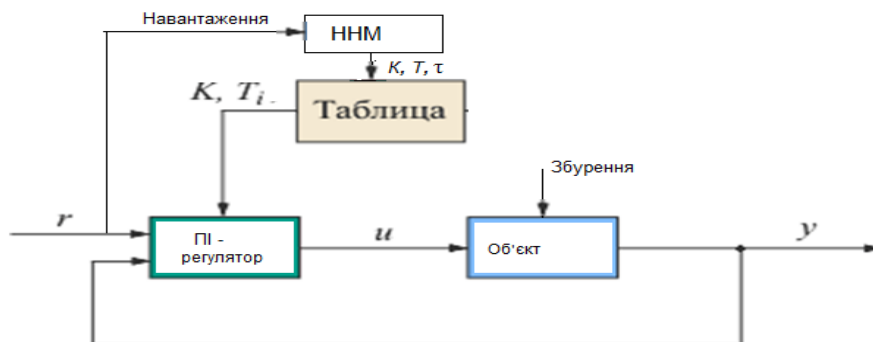 Навантаження
ННМ
K, T, τ
K, Ti
Таблица
Збурення
r
ПІ -
регулятор
u
Об'єкт
y